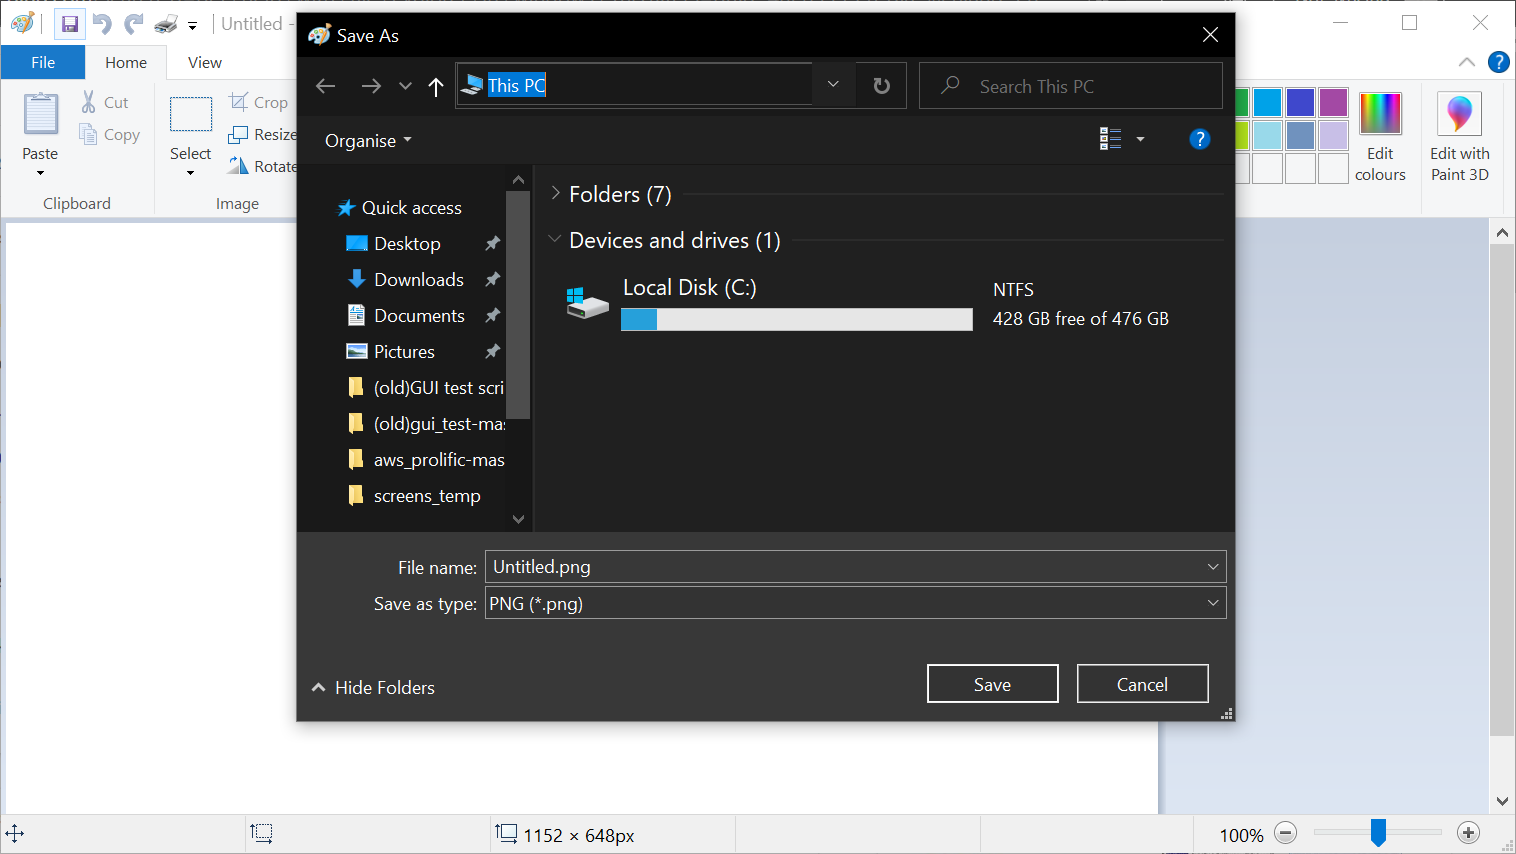 Untitled -
Save As
File
Home
View
This PC
Search This PC
Cut
Copy
Paste
Clipboard
Select
Crop
Resize
Rotate
Image
Organise
Edit
colours
Edit with
Paint 3D
Quick access
Desktop
Downloads
Documents
Pictures
(old)GUI test scri
(old)gui_test-mas
aws_prolific-mas
screens_temp
Folders (7)
Devices and drives (1)
Local Disk (C:)
NTFS
428 GB free of 476 GB
File name:
Untitled.png
Save as type:
PNG (*.png)
Hide Folders
Save
Cancel
1152 × 648px
100%